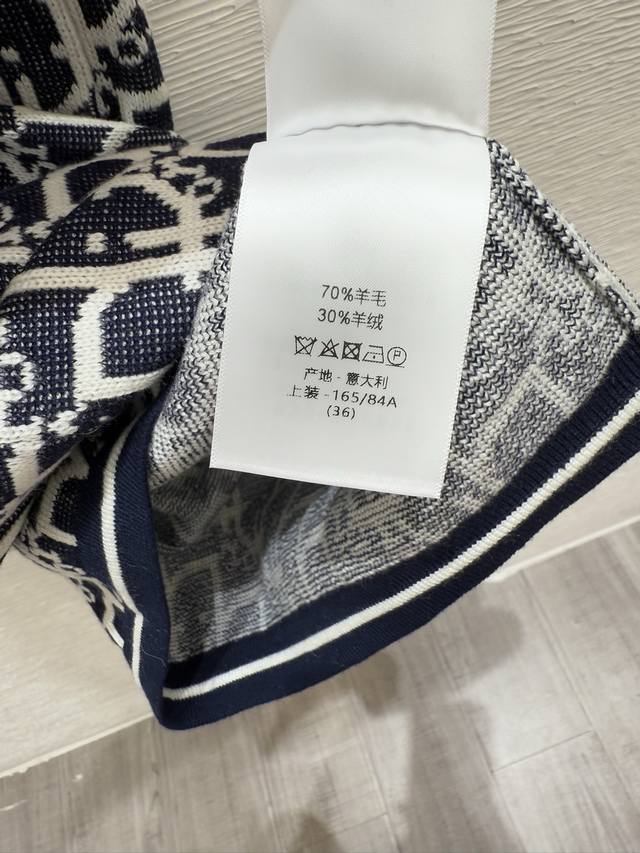 70%羊毛
30%羊绒
P
产地 - 意大利
上装 - 165/84A
(36)